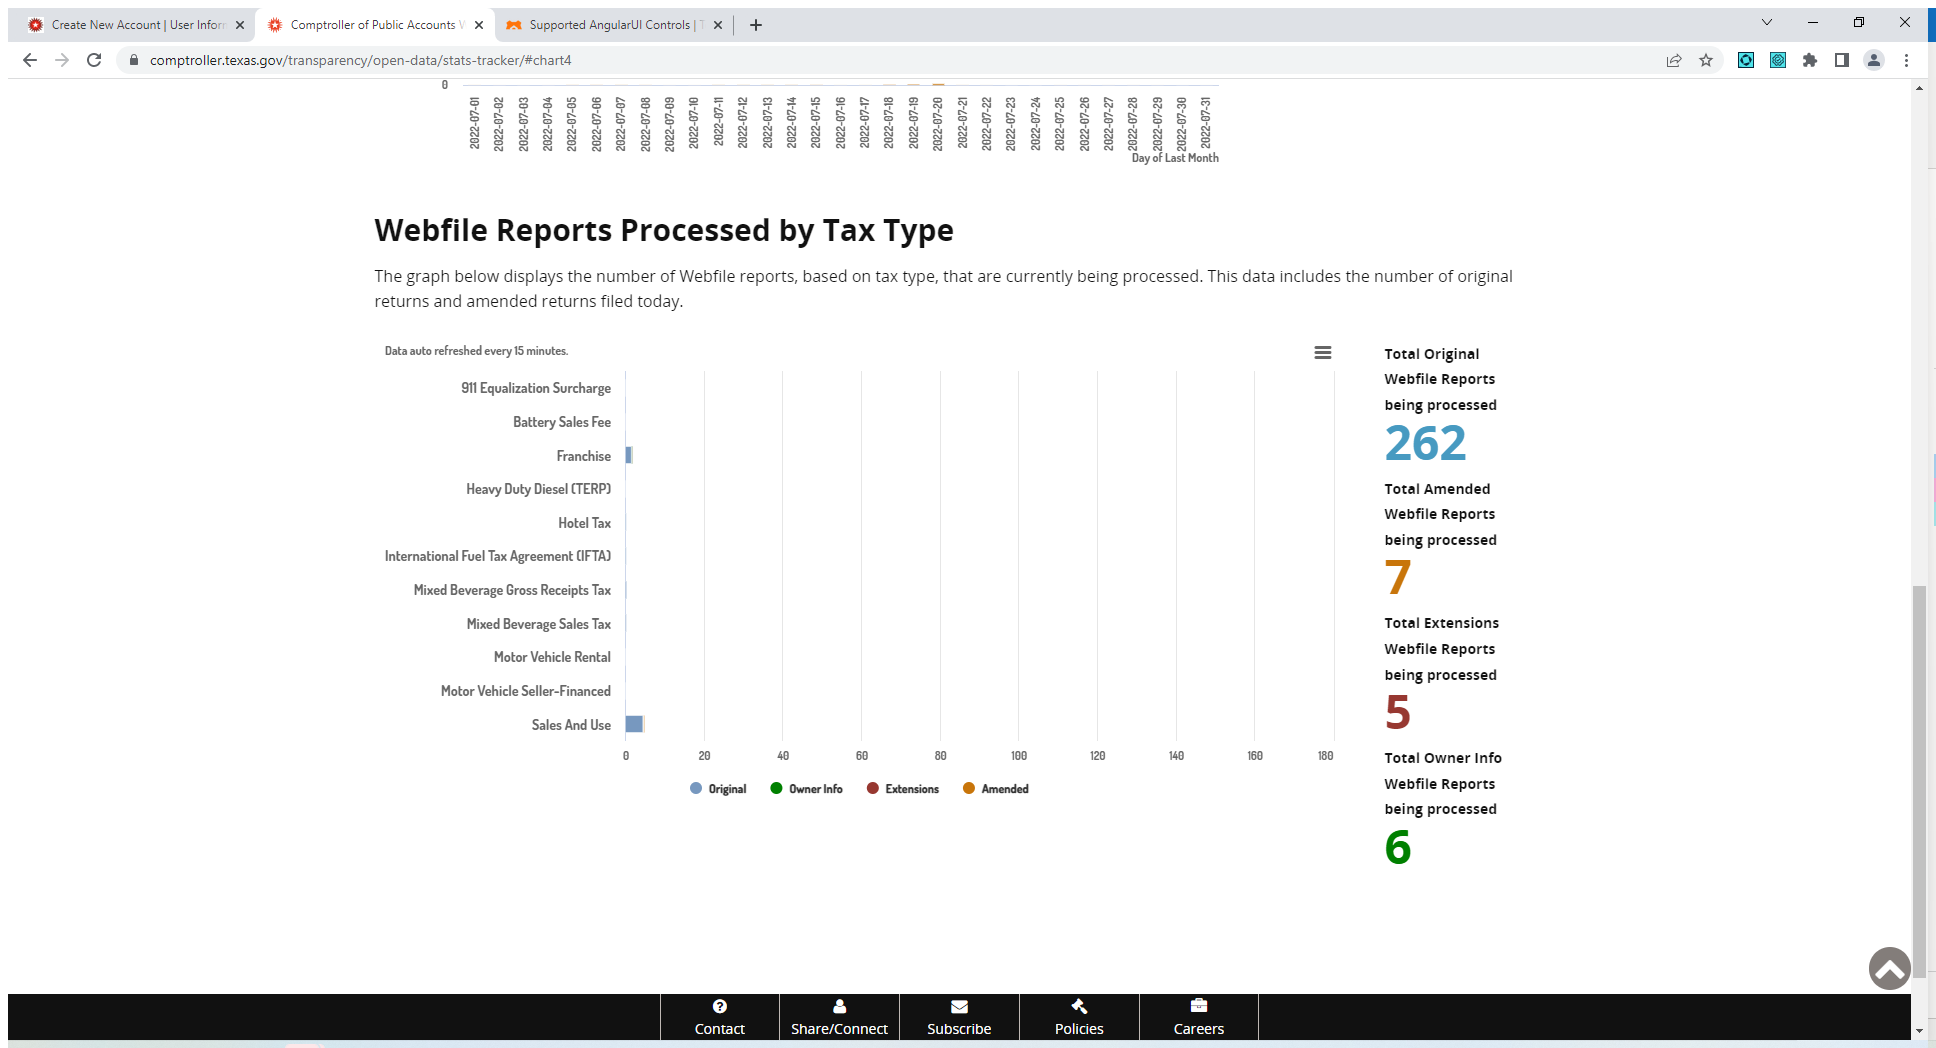 Create New Account | User Infor
Comptroller of Public Accounts
Supported AngularUI Controls |
comptroller.texas.gov/transparency/open-data/stats-tracker/#chart4
0
2022-07-01
2022-07-02
2022-07-03
2022-07-04
2022-07-05
2022-07-06
2022-07-07
2022-07-08
2022-07-09
2022-07-10
2022-07-11
2022-07-12
2022-07-13
2022-07-14
2022-07-15
2022-07-16
2022-07-17
2022-07-18
2022-07-19
2022-07-20
2022-07-21
2022-07-22
2022-07-23
2022-07-24
2022-07-25
2022-07-26
2022-07-27
2022-07-28
2022-07-29
2022-07-30
2022-07-31
Day of Last Month
Webfile Reports Processed by Tax Type
The graph below displays the number of Webfile reports, based on tax type, that are currently being processed. This data includes the number of original
returns and amended returns filed today.
Data auto refreshed every 15 minutes.
911 Equalization Surcharge
Battery Sales Fee
Franchise
Heavy Duty Diesel (TERP)
Hotel Tax
International Fuel Tax Agreement (IFTA)
Mixed Beverage Gross Receipts Tax
Mixed Beverage Sales Tax
Motor Vehicle Rental
Motor Vehicle Seller-Financed
Sales And Use
0 20 40 60 80 100 120 140 160 180
Original Owner Info Extensions Amended
Total Original
Webfile Reports
being processed
262
Total Amended
Webfile Reports
being processed
7
Total Extensions
Webfile Reports
being processed
5
Total Owner Info
Webfile Reports
being processed
6
Contact Share/Connect Subscribe Policies Careers